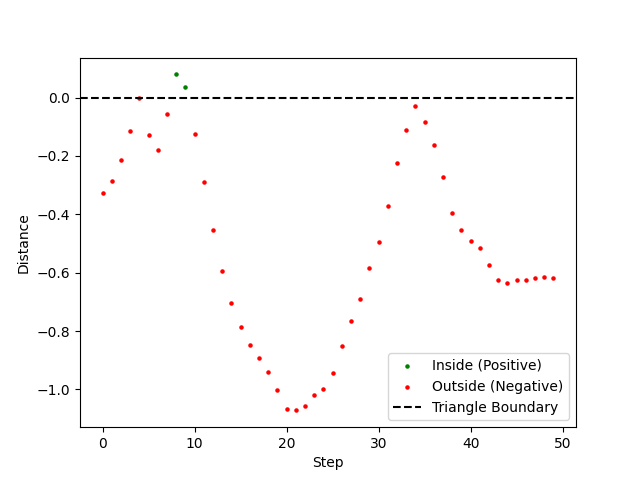 0.0
−0.2
−0.4
−0.6
−0.8
−1.0
Distance
0 10 20 30 40 50
Step
Inside (Positive)
Outside (Negative)
Triangle Boundary